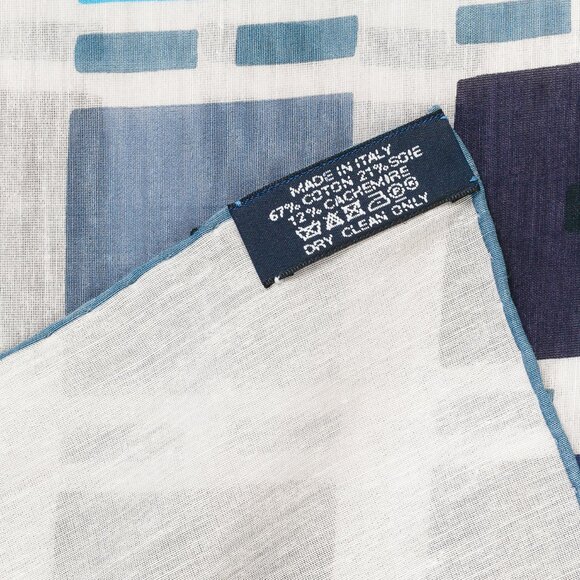 MADE IN ITALY
67% COTON 21% SOIE
12% CACHEMIRE
DRY CLEAN ONLY